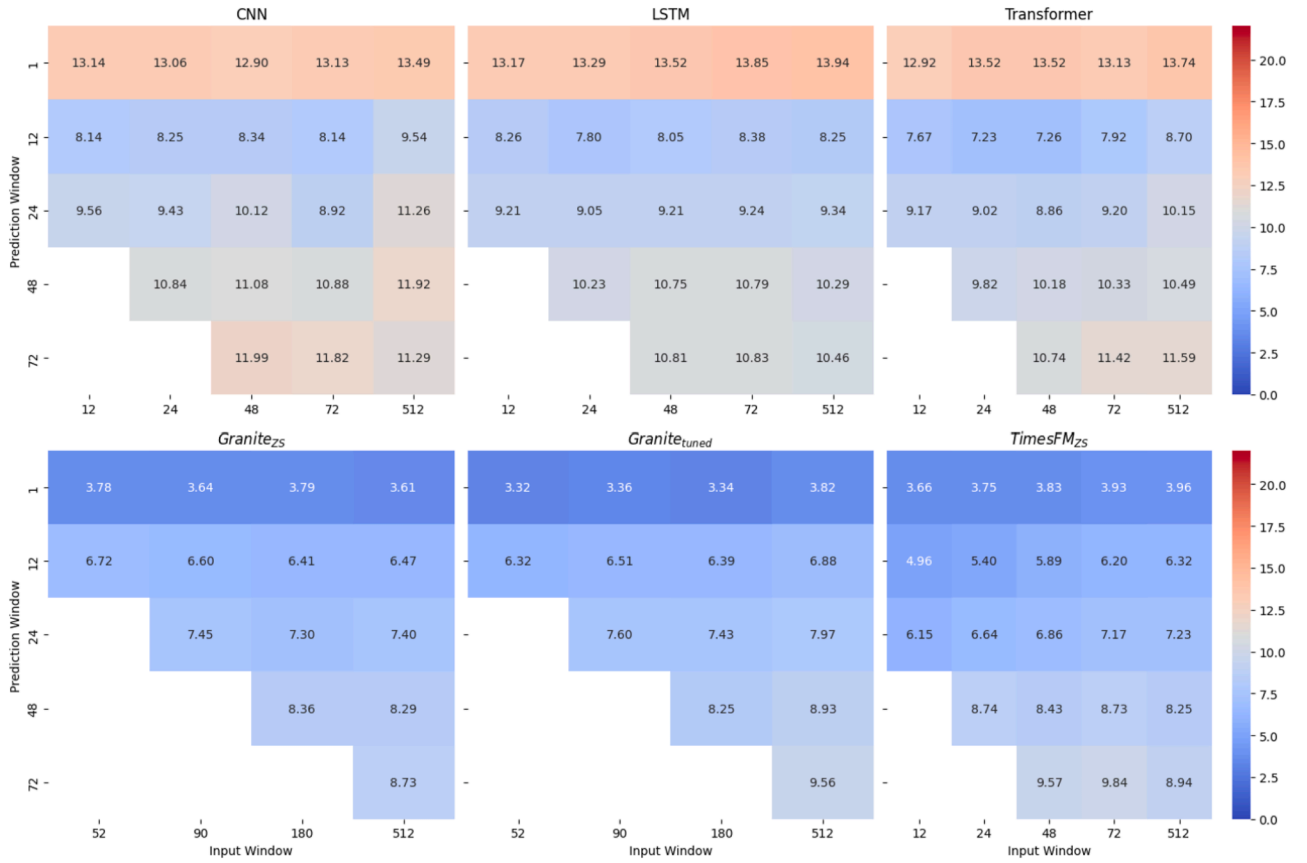 CNN LSTM Transformer
1 13.14 13.06 12.90 13.13 13.49 13.17 13.29 13.52 13.85 13.94 12.92 13.52 13.52 13.13 13.74
12 8.14 8.25 8.34 8.14 9.54 8.26 7.80 8.05 8.38 8.25 7.67 7.23 7.26 7.92 8.70
24 9.56 9.43 10.12 8.92 11.26 9.21 9.05 9.21 9.24 9.34 9.17 9.02 8.86 9.20 10.15
48 10.84 11.08 10.88 11.92 10.23 10.75 10.79 10.29 9.82 10.18 10.33 10.49
72 11.99 11.82 11.29 10.81 10.83 10.46 10.74 11.42 11.59
Prediction Window
12 24 48 72 512 12 24 48 72 512 12 24 48 72 512
20.0
17.5
15.0
12.5
10.0
7.5
5.0
2.5
0.0
Granite_ZS Granite_tuned TimesFM_ZS
1 3.78 3.64 3.79 3.61 3.32 3.36 3.34 3.82 3.66 3.75 3.83 3.93 3.96
12 6.72 6.60 6.41 6.47 6.32 6.51 6.39 6.88 4.96 5.40 5.89 6.20 6.32
24 7.45 7.30 7.40 7.60 7.43 7.97 6.15 6.64 6.86 7.17 7.23
48 8.36 8.29 8.25 8.93 8.74 8.43 8.73 8.25
72 8.73 9.56 9.57 9.84 8.94
Prediction Window
52 90 180 512 52 90 180 512 12 24 48 72 512
Input Window Input Window Input Window
20.0
17.5
15.0
12.5
10.0
7.5
5.0
2.5
0.0